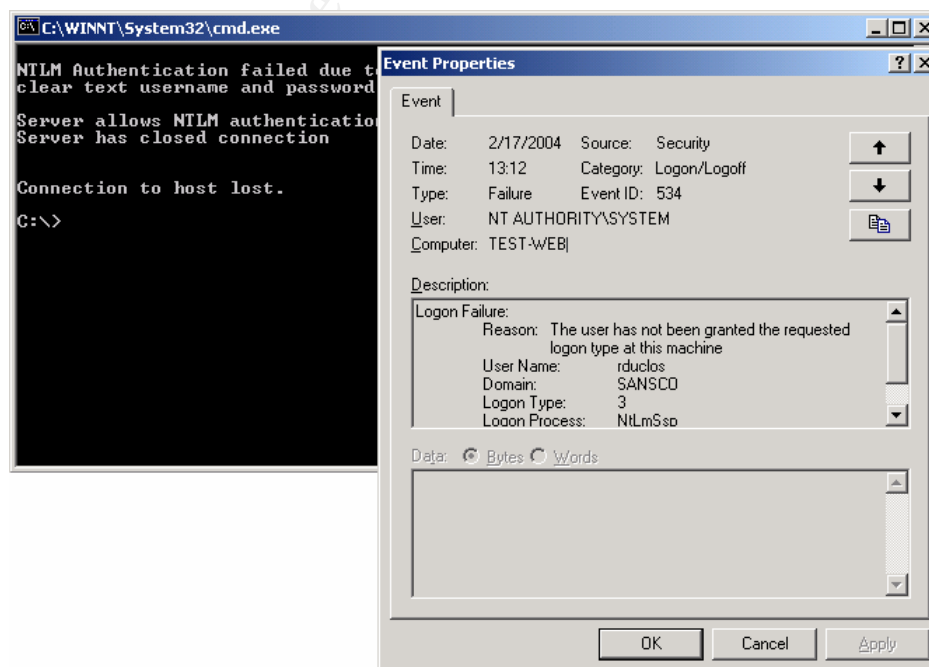 C:\WINNT\System32\cmd.exe
NTLM Authentication failed due t
clear text username and password
Server allows NTLM authentication
Server has closed connection
Connection to host lost.
C:\>
Event Properties
Event
Date: 2/17/2004 Source: Security
Time: 13:12 Category: Logon/Logoff
Type: Failure Event ID: 534
User: NT AUTHORITY\SYSTEM
Computer: TEST-WEB
Description:
Logon Failure:
Reason: The user has not been granted the requested
logon type at this machine
User Name: rduclos
Domain: SANSCO
Logon Type: 3
Logon Process: NtLmSsp
Data: Bytes Words
OK Cancel Apply